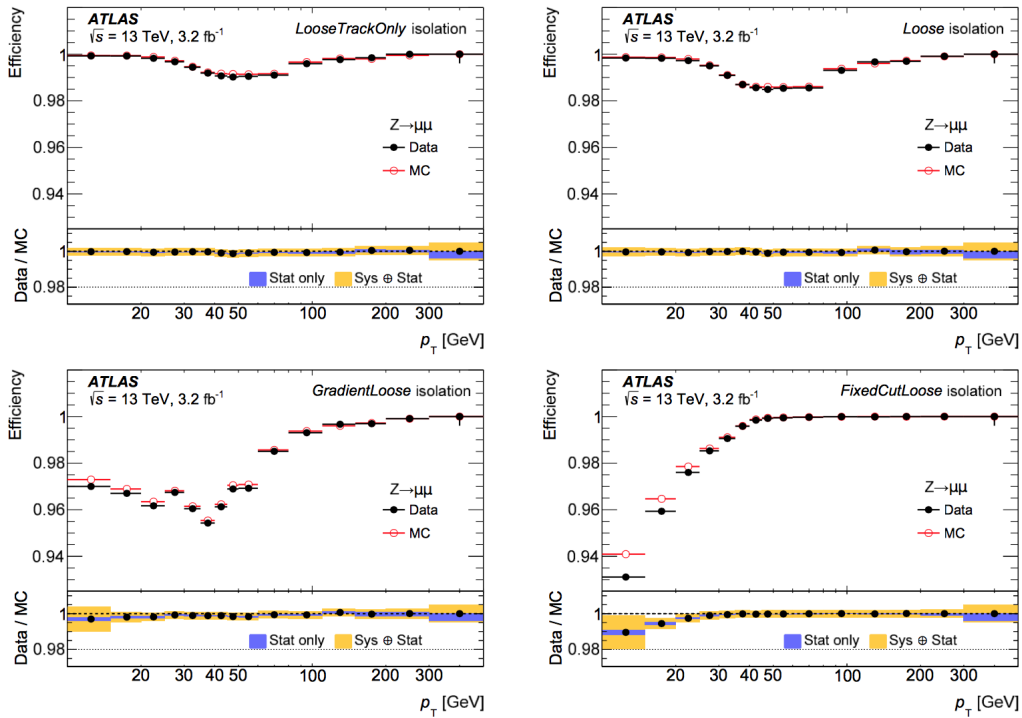 ATLAS
√s = 13 TeV, 3.2 fb⁻¹
LooseTrackOnly isolation
Efficiency
1
0.98
0.96
0.94
Z→μμ
Data
MC
Data / MC
1
0.98
Stat only
Sys ⊕ Stat
20 30 40 50 100 200 300
p_T [GeV]
ATLAS
√s = 13 TeV, 3.2 fb⁻¹
Loose isolation
Efficiency
1
0.98
0.96
0.94
Z→μμ
Data
MC
Data / MC
1
0.98
Stat only
Sys ⊕ Stat
20 30 40 50 100 200 300
p_T [GeV]
ATLAS
√s = 13 TeV, 3.2 fb⁻¹
GradientLoose isolation
Efficiency
1
0.98
0.96
0.94
Z→μμ
Data
MC
Data / MC
1
0.98
Stat only
Sys ⊕ Stat
20 30 40 50 100 200 300
p_T [GeV]
ATLAS
√s = 13 TeV, 3.2 fb⁻¹
FixedCutLoose isolation
Efficiency
1
0.98
0.96
0.94
Z→μμ
Data
MC
Data / MC
1
0.98
Stat only
Sys ⊕ Stat
20 30 40 50 100 200 300
p_T [GeV]